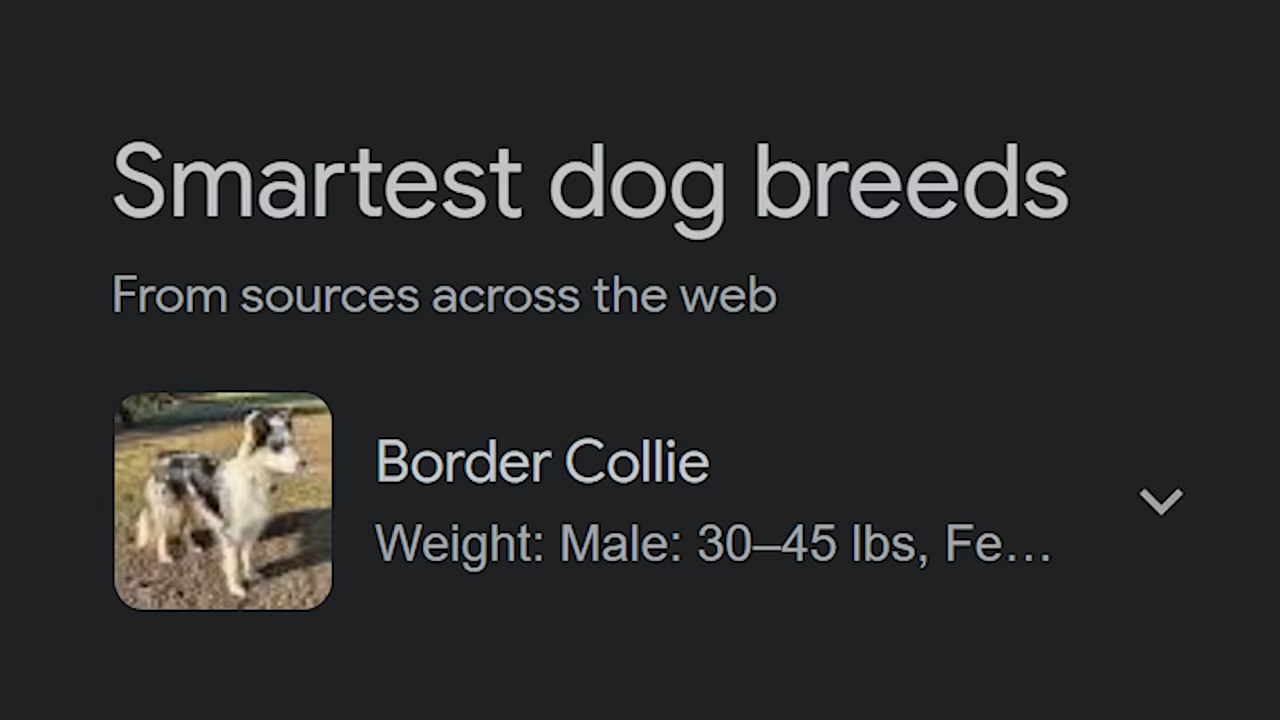 Smartest dog breeds
From sources across the web
Border Collie
Weight: Male: 30–45 lbs, Fe…